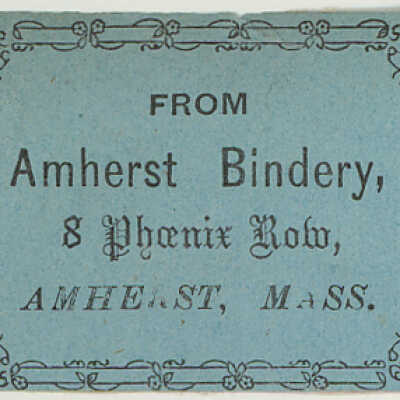 FROM
Amherst Bindery,
8 Phœnix Row,
AMHERST, MASS.